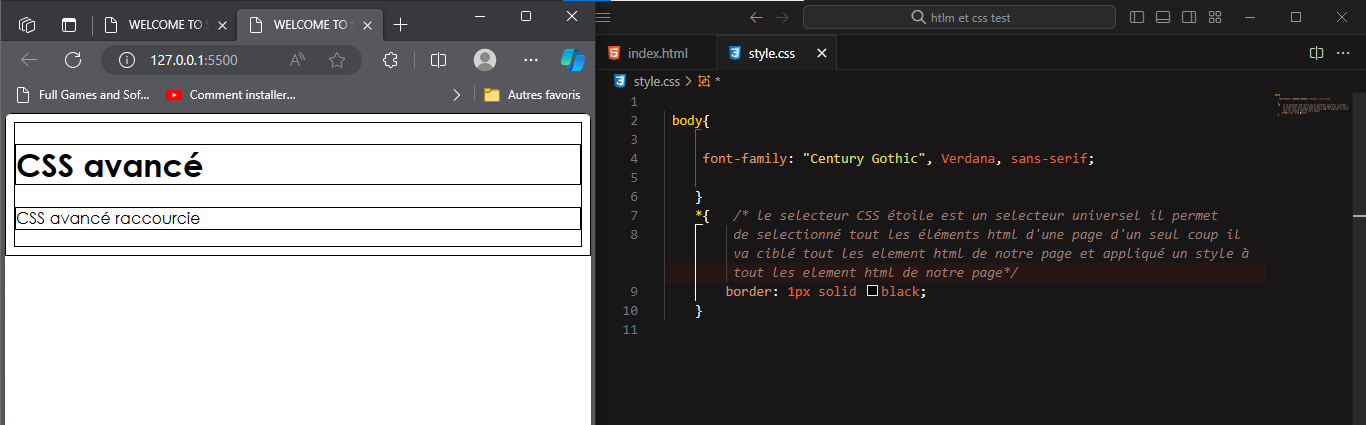 WELCOME TO S
WELCOME TO S
127.0.0.1:5500
Full Games and Sof...
Comment installer...
Autres favoris
CSS avancé
CSS avancé raccourcie
htlm et css test
index.html
style.css
style.css > *
1
2 body{
3
4 font-family: "Century Gothic", Verdana, sans-serif;
5
6 }
7 *{ /* le selecteur CSS étoile est un selecteur universel il permet
8 de selectionné tout les éléments html d'une page d'un seul coup il
va ciblé tout les element html de notre page et appliqué un style à
tout les element html de notre page*/
9 border: 1px solid black;
10 }
11